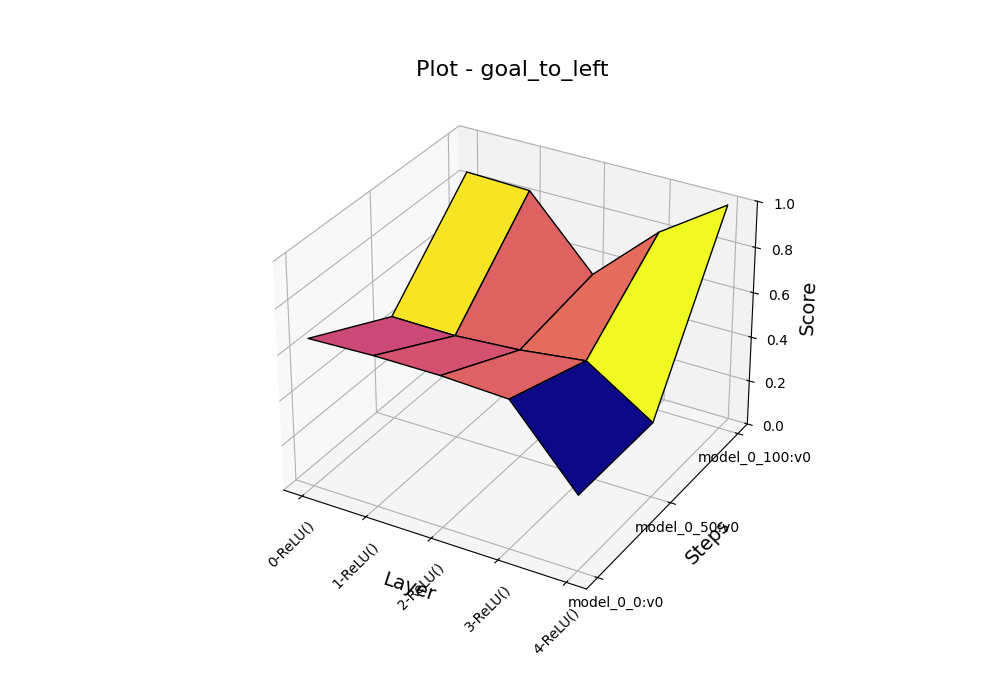 Plot - goal_to_left
1.0
0.8
0.6
0.4
0.2
0.0
Score
model_0_100:v0
model_0_50:v0
model_0_0:v0
Steps
0-ReLU()
1-ReLU()
2-ReLU()
3-ReLU()
4-ReLU()
Layer